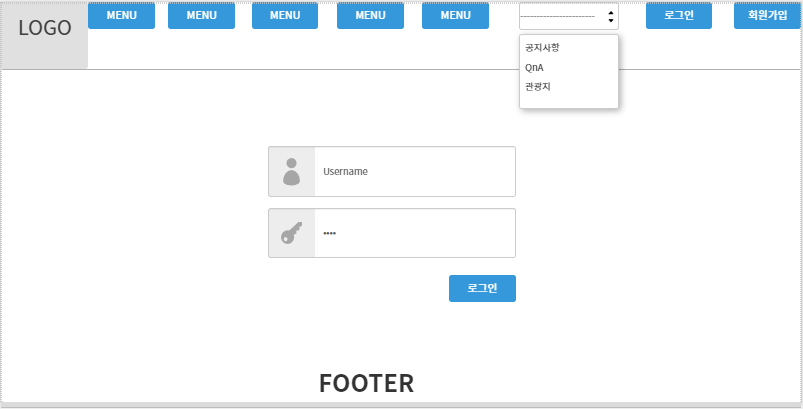 LOGO
MENU
MENU
MENU
MENU
MENU
------------------------
로그인
회원가입
공지사항
QnA
관광지
Username
••••
로그인
FOOTER